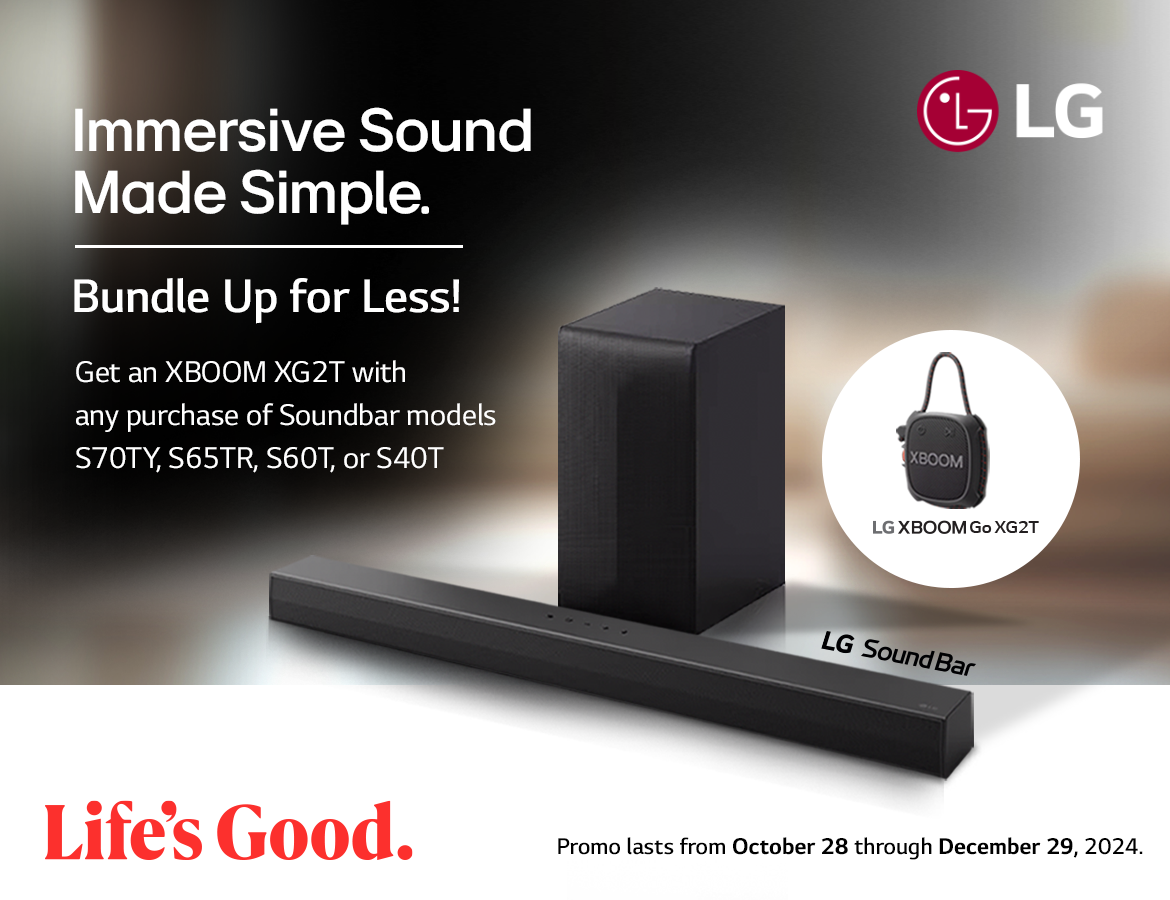 Immersive Sound
Made Simple.
LG
Bundle Up for Less!
Get an XBOOM XG2T with
any purchase of Soundbar models
S70TY, S65TR, S60T, or S40T
XBOOM
LG XBOOM Go XG2T
LG Sound Bar
LG
Life's Good.
Promo lasts from October 28 through December 29, 2024.